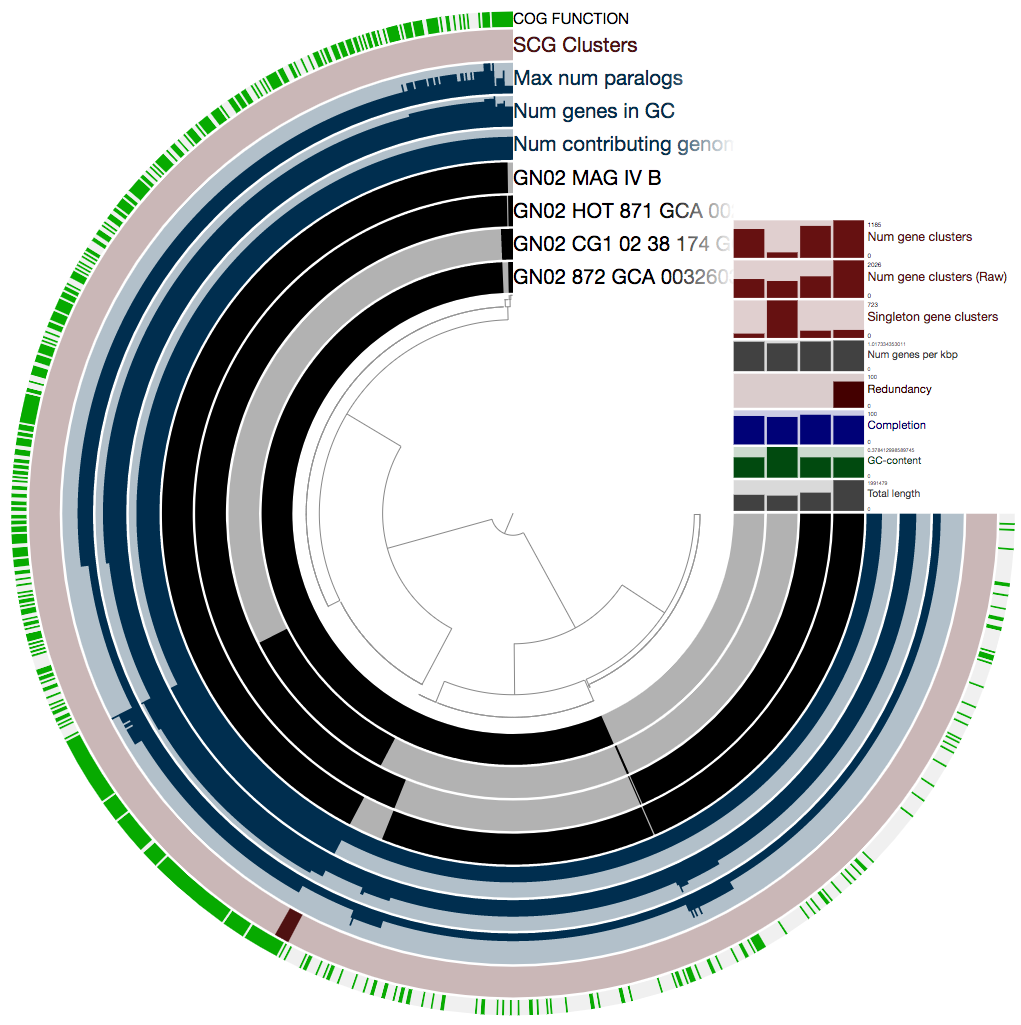 COG FUNCTION
SCG Clusters
Max num paralogs
Num genes in GC
Num contributing genom
GN02 MAG IV B
GN02 HOT 871 GCA 00
GN02 CG1 02 38 174 G
GN02 872 GCA 003260
1185
Num gene clusters
0
2026
Num gene clusters (Raw)
0
723
Singleton gene clusters
0
Num genes per kbp
0
100
Redundancy
0
100
Completion
0
GC-content
0
1991479
Total length
0